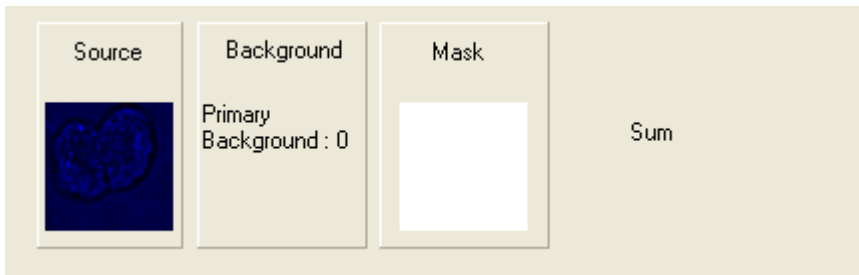 Source
Background
Mask
Primary
Background : 0
Sum